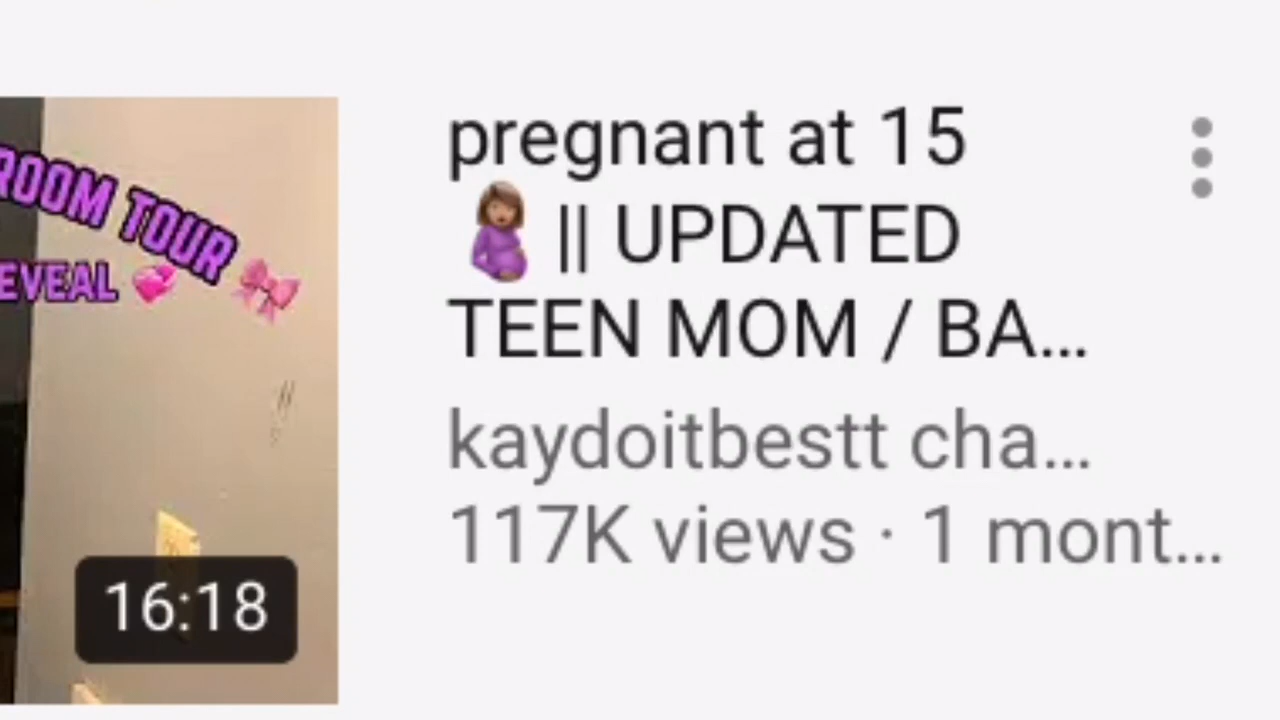 ROOM TOUR
EVEAL 💞 🎀
16:18
pregnant at 15
🤰🏽 || UPDATED
TEEN MOM / BA...
kaydoitbestt cha...
117K views · 1 mont...